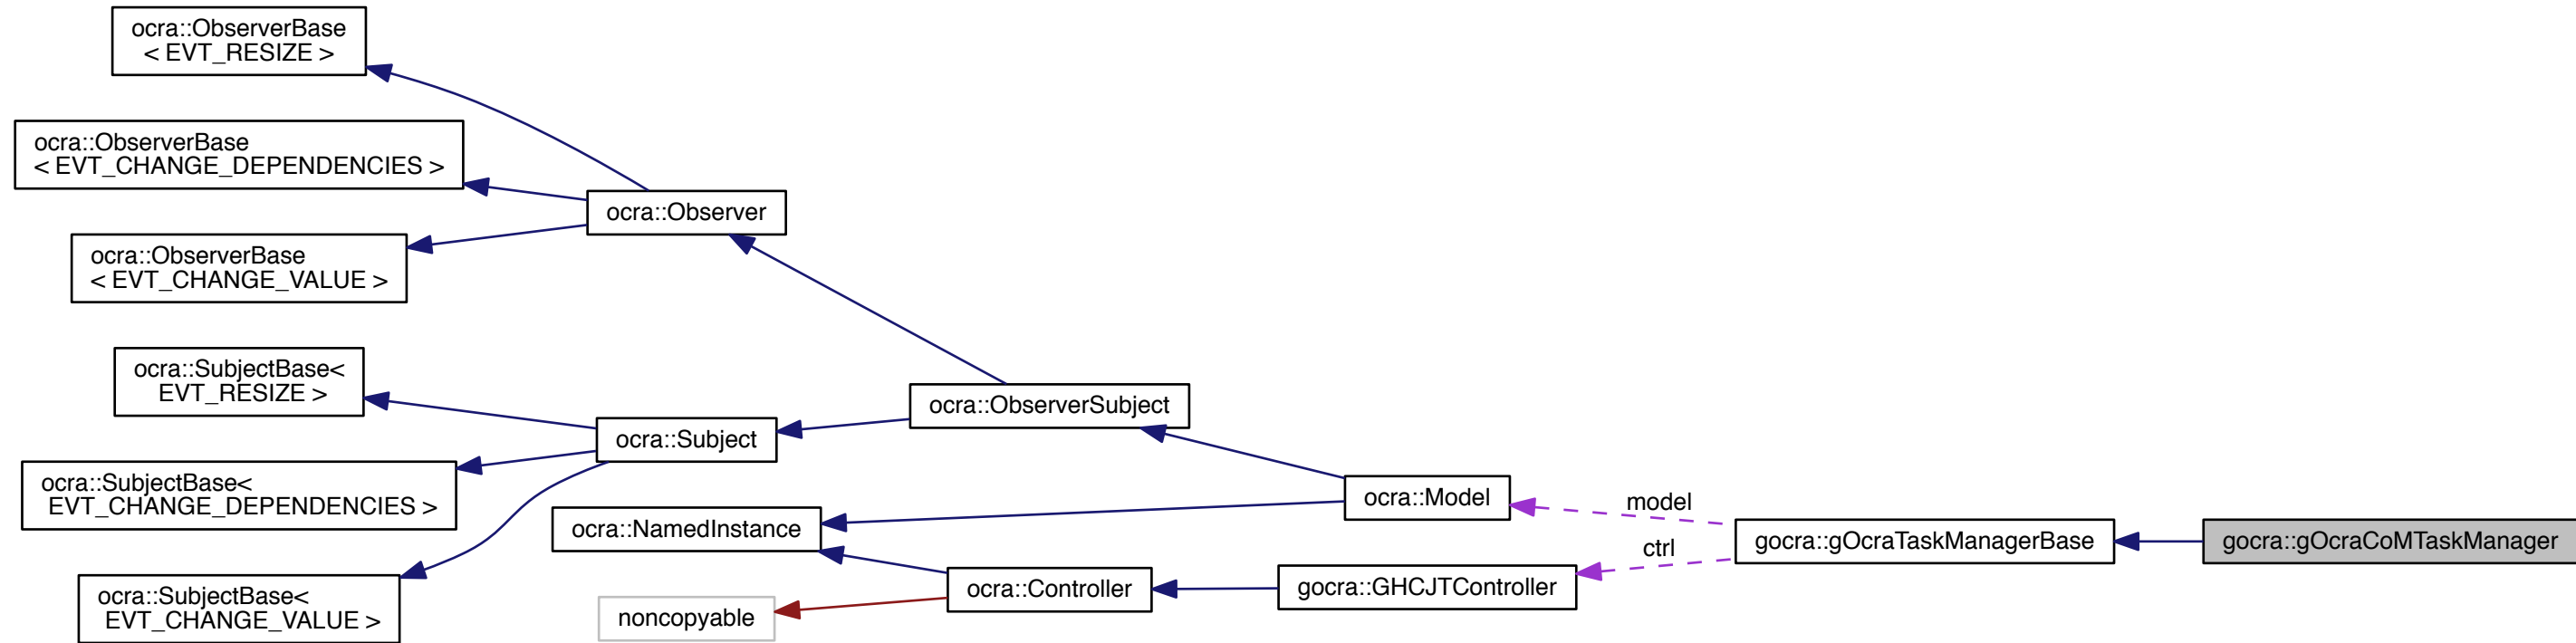 ocra::ObserverBase
< EVT_RESIZE >
ocra::ObserverBase
< EVT_CHANGE_DEPENDENCIES >
ocra::ObserverBase
< EVT_CHANGE_VALUE >
ocra::SubjectBase<
EVT_RESIZE >
ocra::SubjectBase<
EVT_CHANGE_DEPENDENCIES >
ocra::SubjectBase<
EVT_CHANGE_VALUE >
ocra::Observer
ocra::Subject
ocra::NamedInstance
noncopyable
ocra::ObserverSubject
ocra::Controller
ocra::Model
gocra::GHCJTController
model
ctrl
gocra::gOcraTaskManagerBase
gocra::gOcraCoMTaskManager